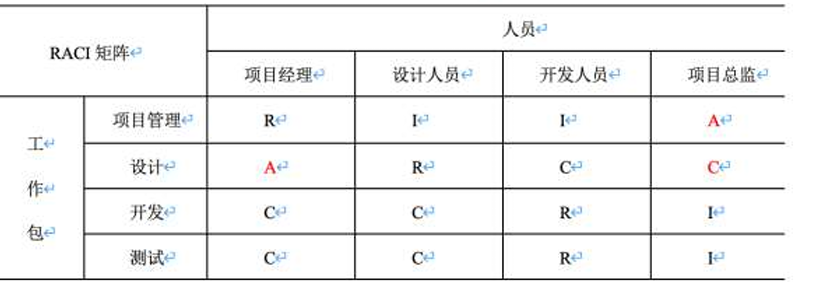 RACI 矩阵 人员
项目经理 设计人员 开发人员 项目总监
工作包
项目管理 R I I A
设计 A R C C
开发 C C R I
测试 C C R I